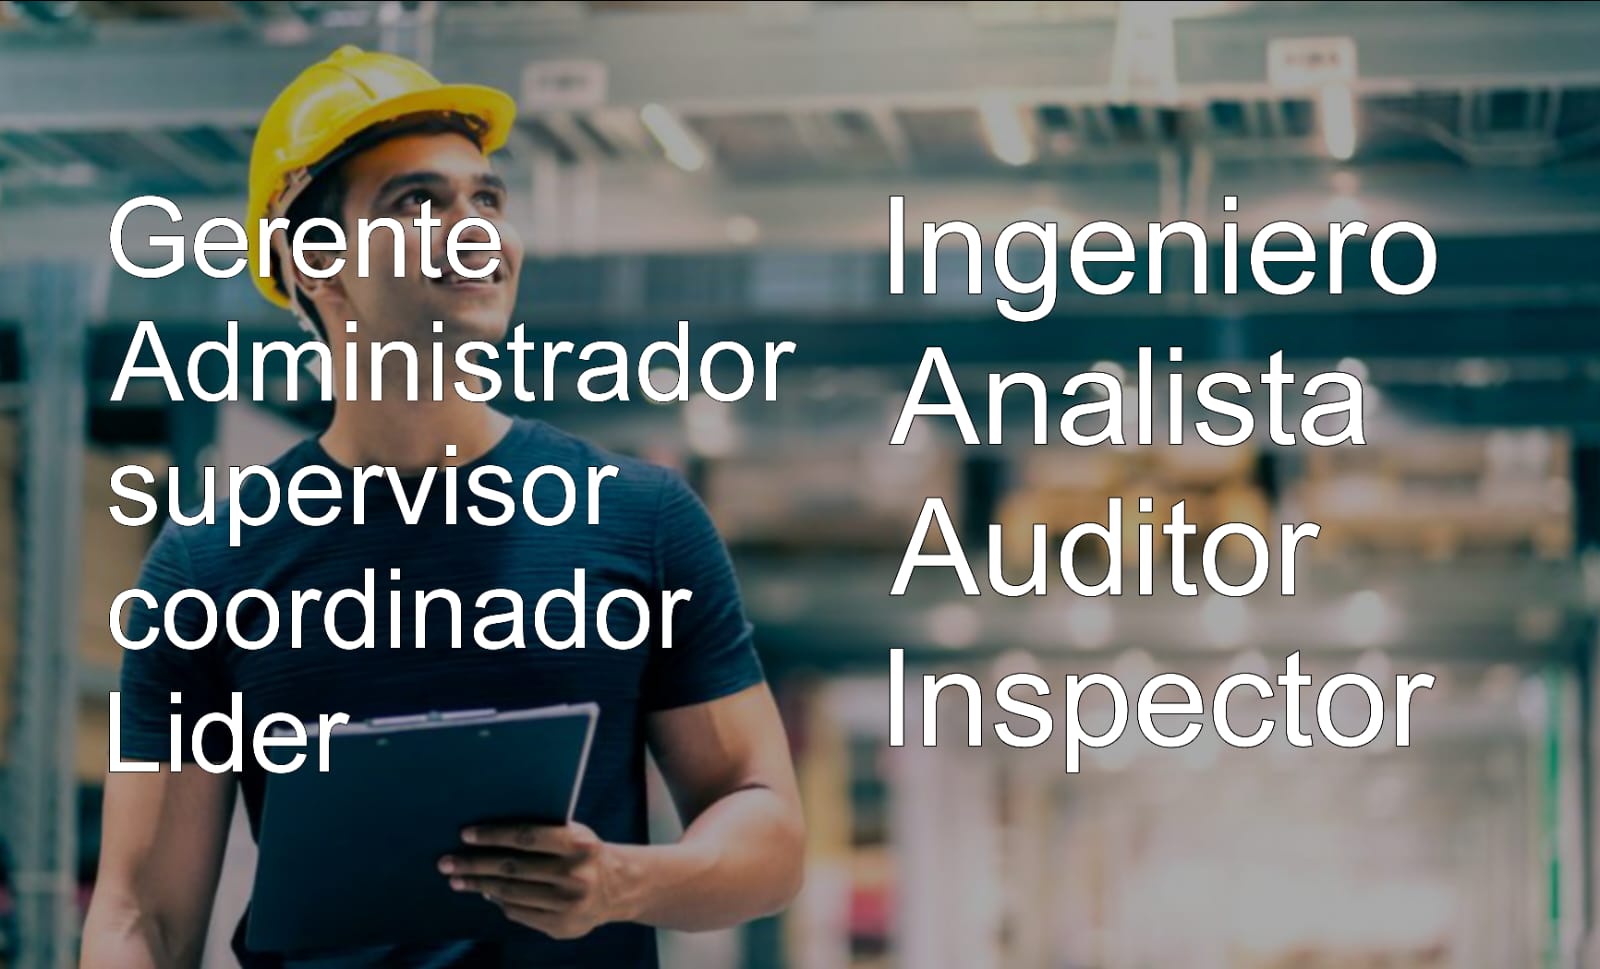 Gerente
Administrador
supervisor
coordinador
Lider
Ingeniero
Analista
Auditor
Inspector